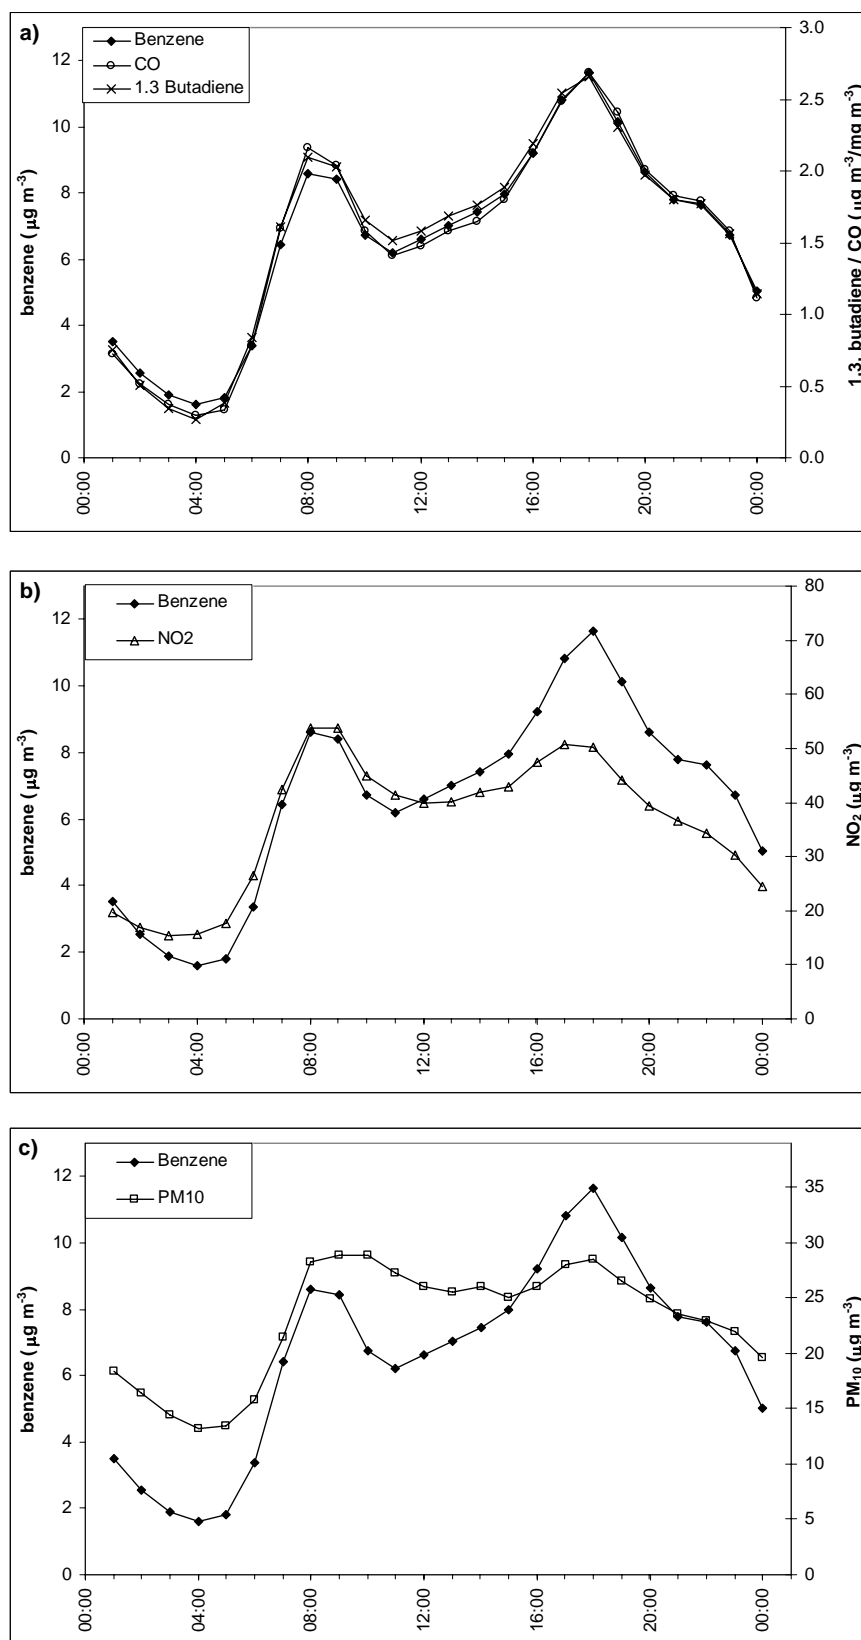 a)
Benzene
CO
1.3 Butadiene
benzene ( µg m-3)
12
10
8
6
4
2
0
3.0
2.5
2.0
1.5
1.0
0.5
0.0
1.3. butadiene / CO (µg m-3/mg m-3)
00:00 04:00 08:00 12:00 16:00 20:00 00:00
b)
Benzene
NO2
benzene ( µg m-3)
12
10
8
6
4
2
0
80
70
60
50
40
30
20
10
0
NO2 (µg m-3)
00:00 04:00 08:00 12:00 16:00 20:00 00:00
c)
Benzene
PM10
benzene ( µg m-3)
12
10
8
6
4
2
0
35
30
25
20
15
10
5
0
PM10 (µg m-3)
00:00 04:00 08:00 12:00 16:00 20:00 00:00